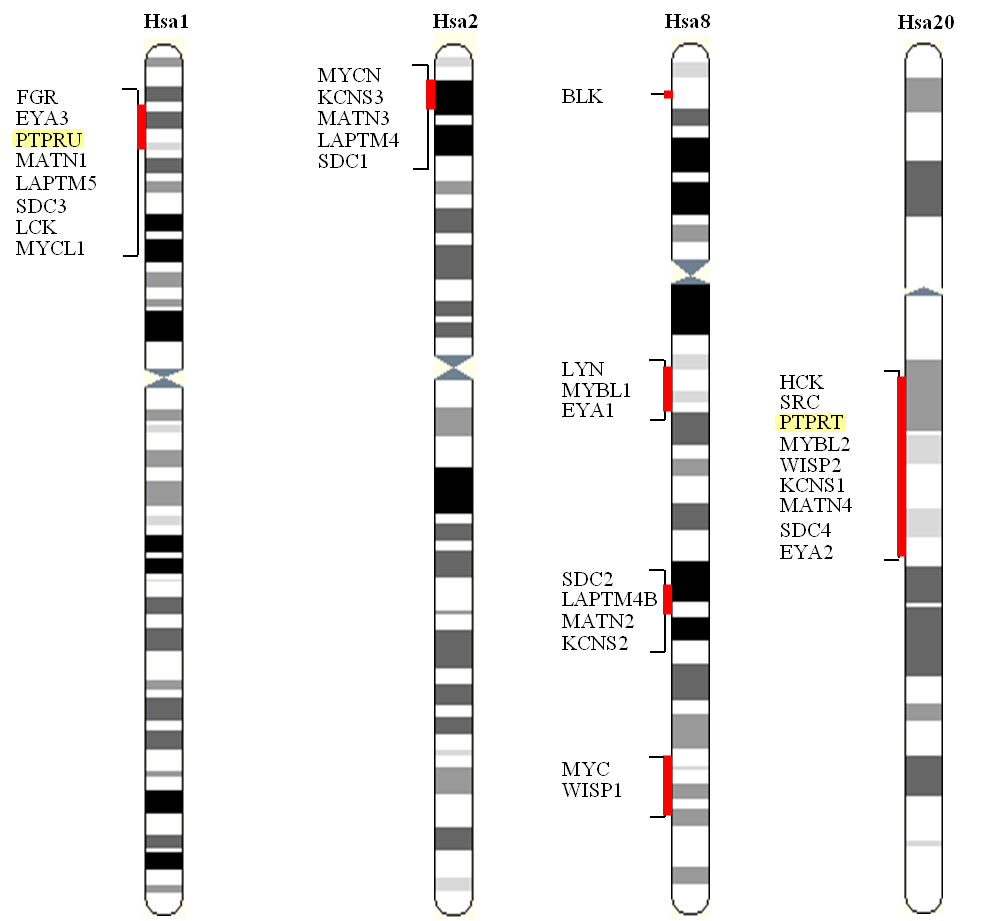 Hsa1
FGR
EYA3
PTPRU
MATN1
LAPTM5
SDC3
LCK
MYCL1
Hsa2
MYCN
KCNS3
MATN3
LAPTM4
SDC1
Hsa8
BLK
LYN
MYBL1
EYA1
SDC2
LAPTM4B
MATN2
KCNS2
MYC
WISP1
Hsa20
HCK
SRC
PTPRT
MYBL2
WISP2
KCNS1
MATN4
SDC4
EYA2